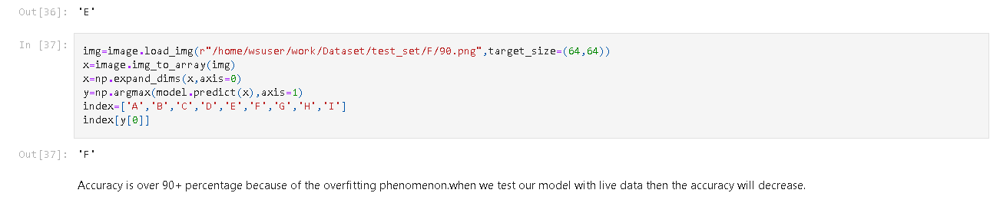 Out[36]: 'E'
In [37]: img=image.load_img(r"/home/wsuser/work/Dataset/test_set/F/90.png",target_size=(64,64))
x=image.img_to_array(img)
x=np.expand_dims(x,axis=0)
y=np.argmax(model.predict(x),axis=1)
index=['A','B','C','D','E','F','G','H','I']
index[y[0]]
Out[37]: 'F'
Accuracy is over 90+ percentage because of the overfitting phenomenon.when we test our model with live data then the accuracy will decrease.